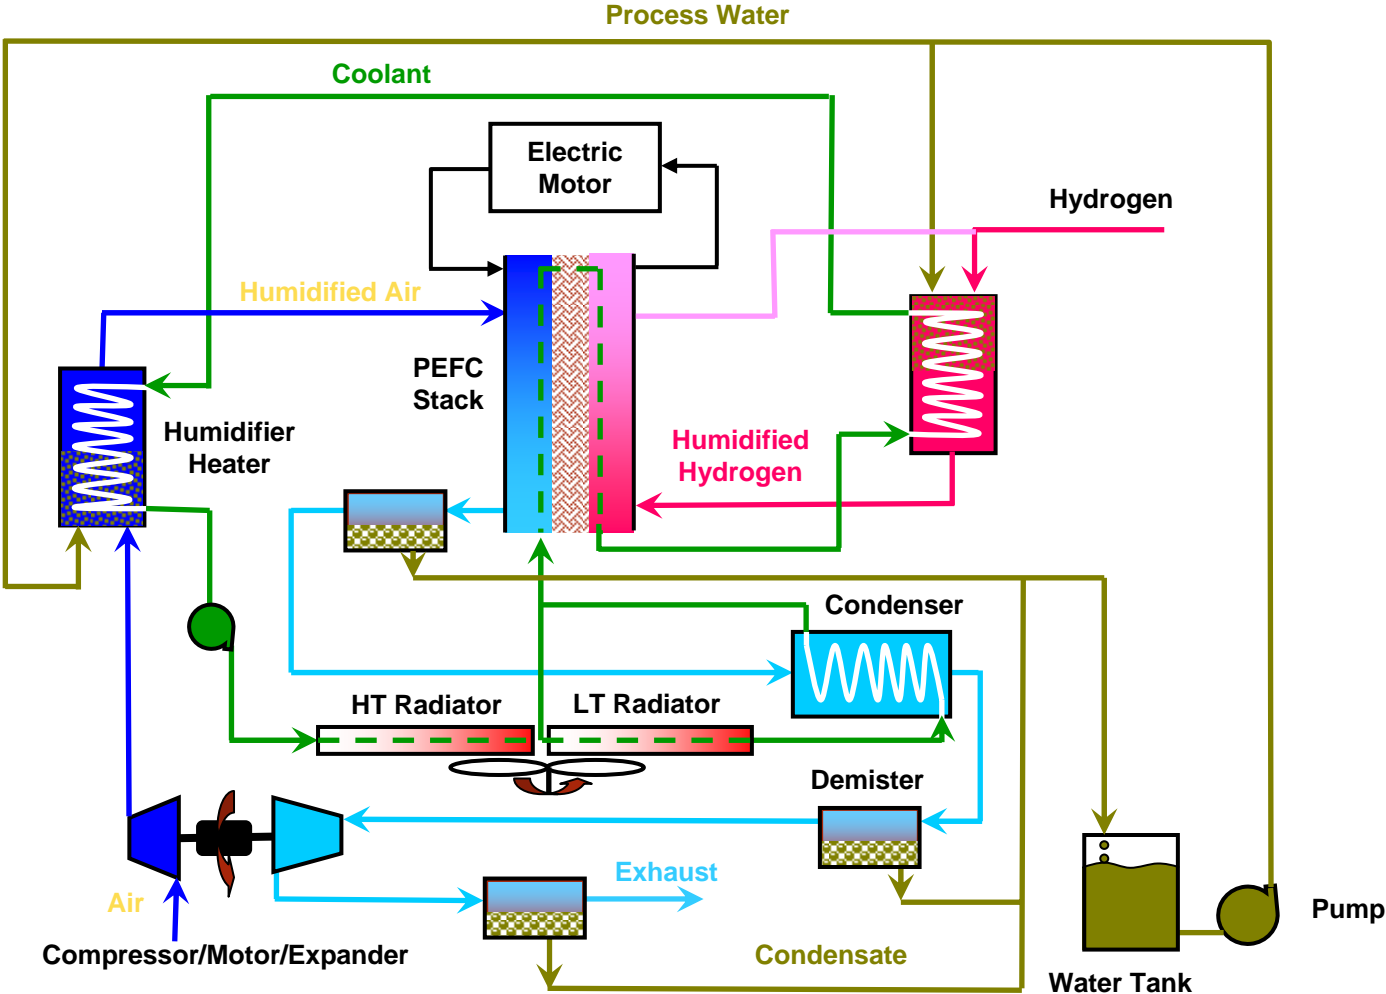 Process Water
Coolant
Electric
Motor
Hydrogen
Humidified Air
PEFC
Stack
Humidifier
Heater
Humidified
Hydrogen
Condenser
HT Radiator
LT Radiator
Demister
Exhaust
Air
Pump
Compressor/Motor/Expander
Condensate
Water Tank